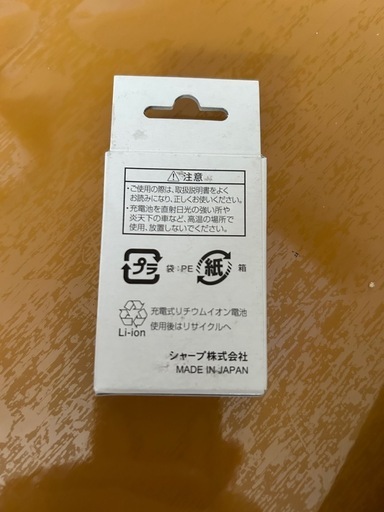 ⚠注意
・ご使用の際は、取扱説明書をよく
お読みになり、正しくお使いください。
・充電池を直射日光の強い所や
炎天下の車など、高温の場所で
使用、放置しないでください。
プラ 袋:PE 紙 箱
充電式リチウムイオン電池
使用後はリサイクルへ
Li-ion
シャープ株式会社
MADE IN JAPAN